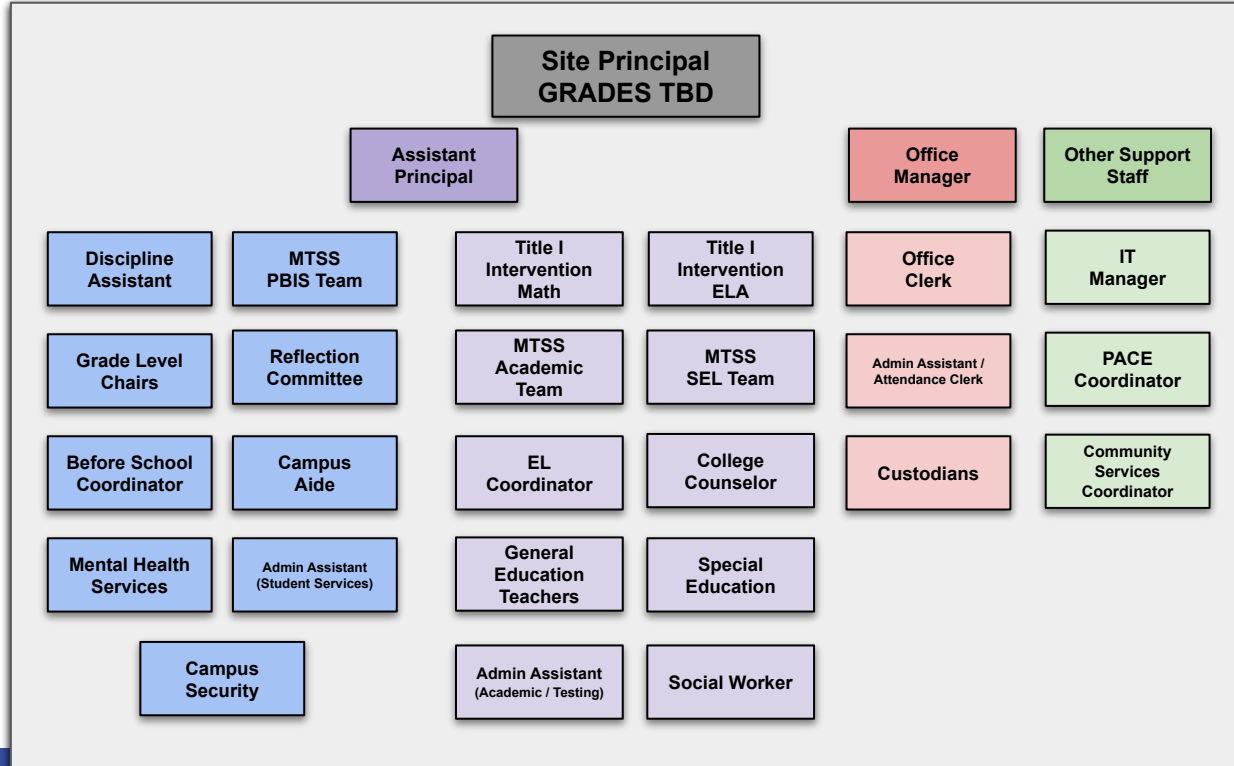 Site Principal
GRADES TBD
Assistant
Principal
Office
Manager
Other Support
Staff
Discipline
Assistant
MTSS
PBIS Team
Title I
Intervention
Math
Title I
Intervention
ELA
Office
Clerk
IT
Manager
Grade Level
Chairs
Reflection
Committee
MTSS
Academic
Team
MTSS
SEL Team
Admin Assistant /
Attendance Clerk
PACE
Coordinator
Before School
Coordinator
Campus
Aide
EL
Coordinator
College
Counselor
Custodians
Community
Services
Coordinator
Mental Health
Services
Admin Assistant
(Student Services)
General
Education
Teachers
Special
Education
Campus
Security
Admin Assistant
(Academic / Testing)
Social Worker